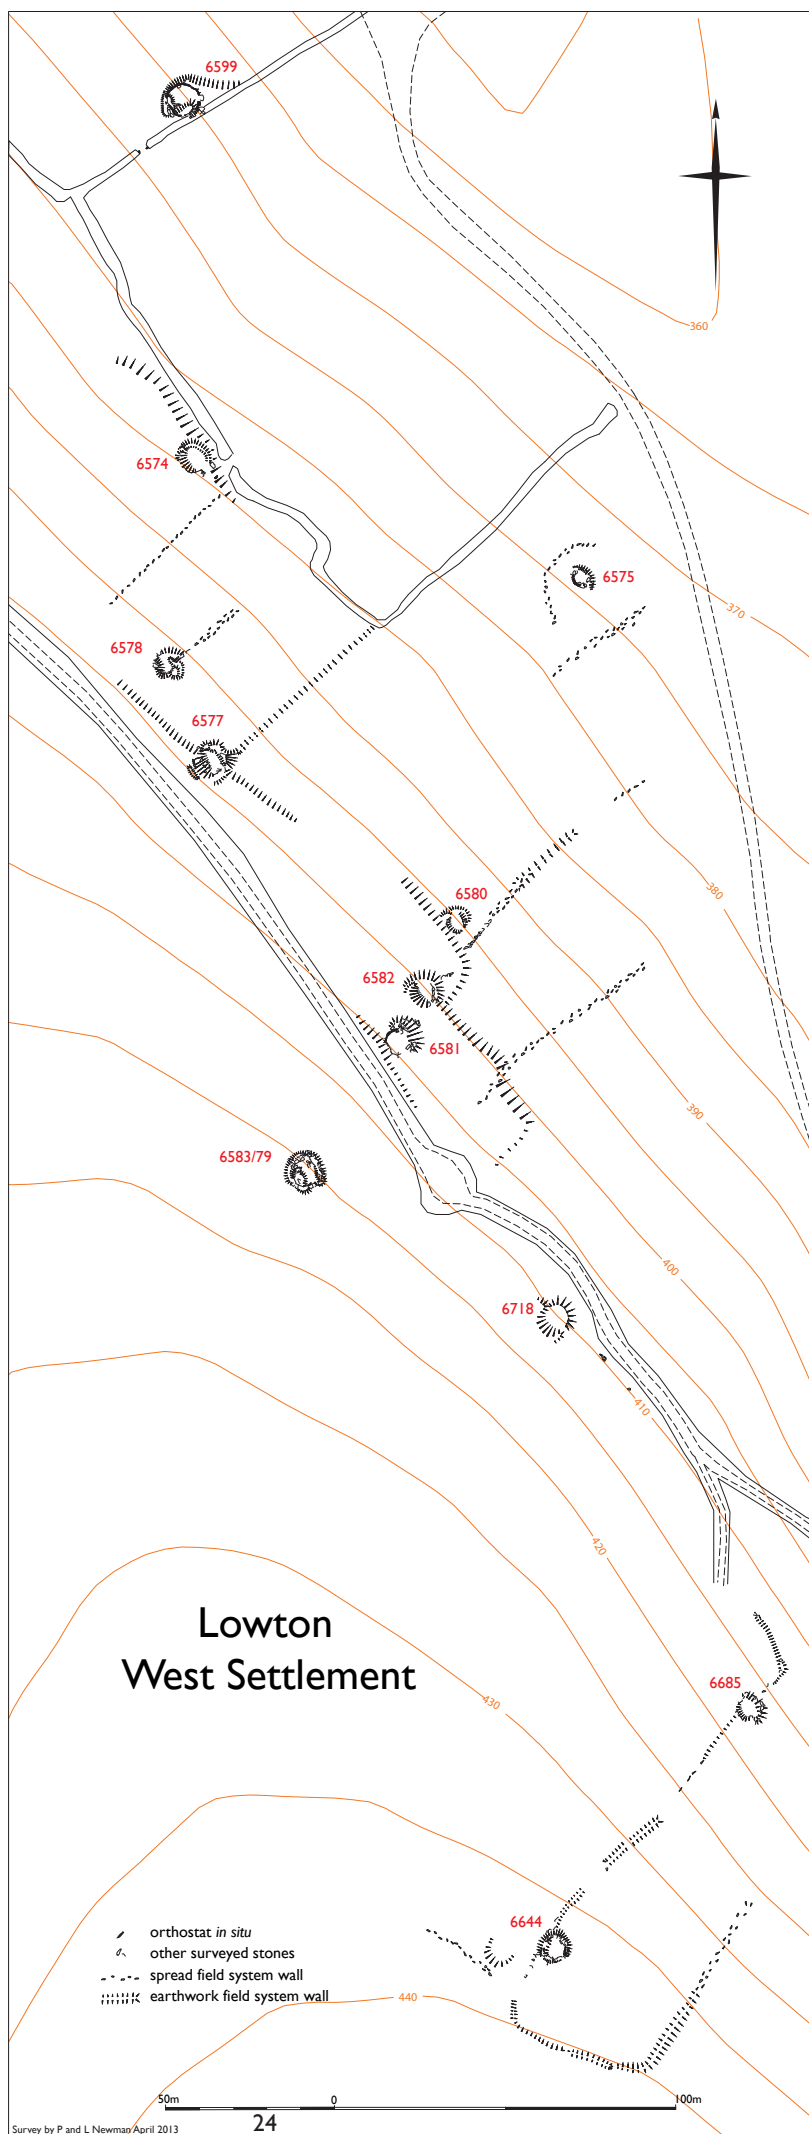 6599
360
6574
6575
370
6578
6577
380
6580
6582
6581
390
6583/79
400
6718
410
420
Lowton
West Settlement
430
6685
6644
orthostat in situ
other surveyed stones
spread field system wall
earthwork field system wall
440
50m 0 100m
24
Survey by P and L Newman April 2013